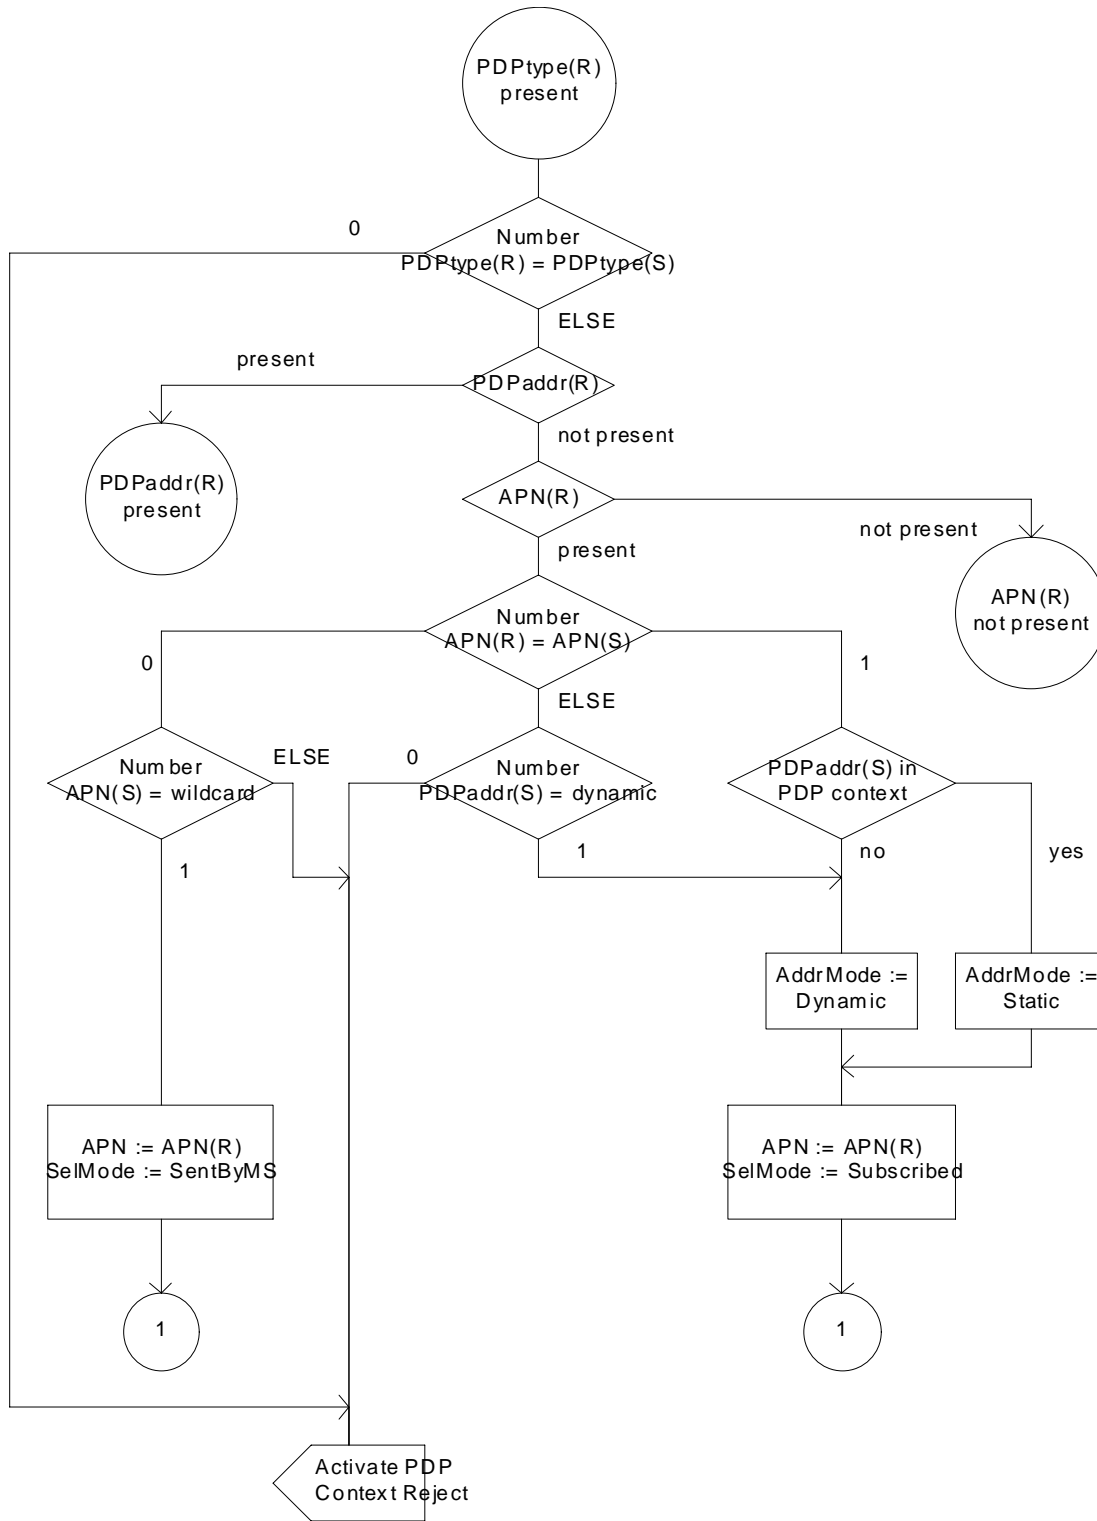 PDPtype(R)
present
0
Number
PDPtype(R) = PDPtype(S)
ELSE
present
PDPaddr(R)
not present
PDPaddr(R)
present
APN(R)
not present
present
APN(R)
not present
Number
APN(R) = APN(S)
0
1
ELSE
ELSE
0
Number
APN(S) = wildcard
Number
PDPaddr(S) = dynamic
PDPaddr(S) in
PDP context
1
1
no
yes
AddrMode :=
Dynamic
AddrMode :=
Static
APN := APN(R)
SelMode := SentByMS
APN := APN(R)
SelMode := Subscribed
1
1
Activate PDP
Context Reject